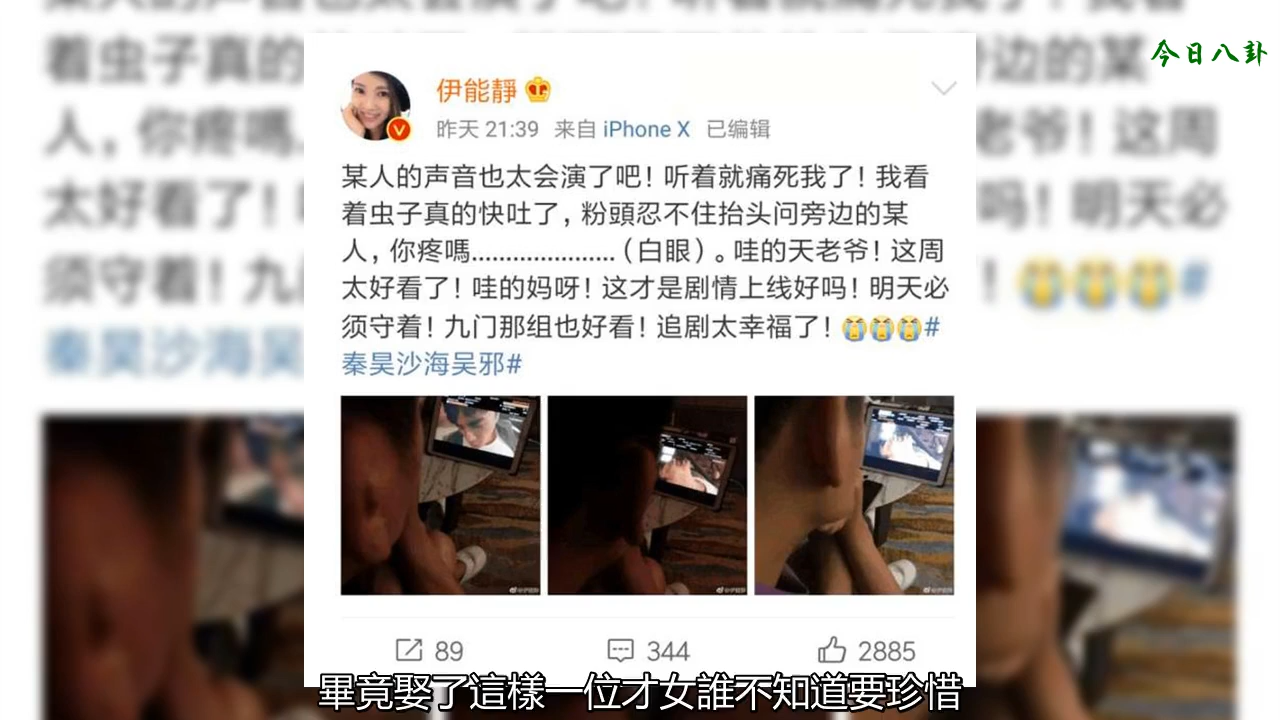 今日八卦
伊能靜
昨天 21:39 来自 iPhone X 已编辑
某人的声音也太会演了吧！听着就痛死我了！我看
着虫子真的快吐了，粉頭忍不住抬头问旁边的某
人，你疼嗎.....................（白眼）。哇的天老爷！这周
太好看了！哇的妈呀！这才是剧情上线好吗！明天必
须守着！九门那组也好看！追剧太幸福了！😭😭😭#
秦昊沙海吴邪#
89 344 2885
畢竟娶了這樣一位才女誰不知道要珍惜